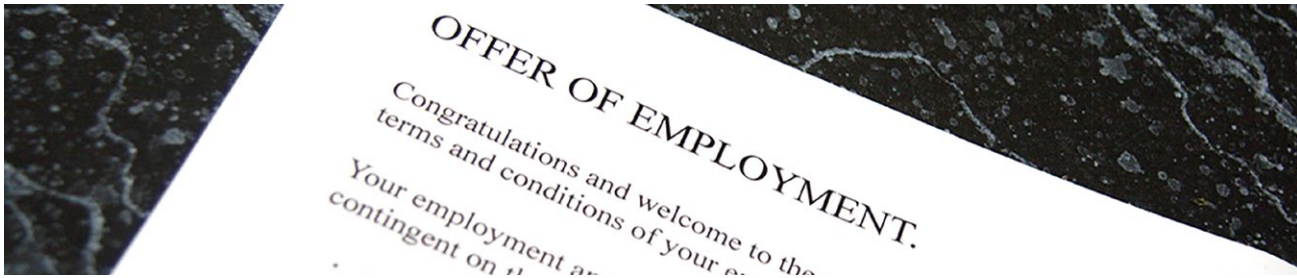 OFFER OF EMPLOYMENT.
Congratulations and welcome to the
terms and conditions of your
Your employment
contingent on